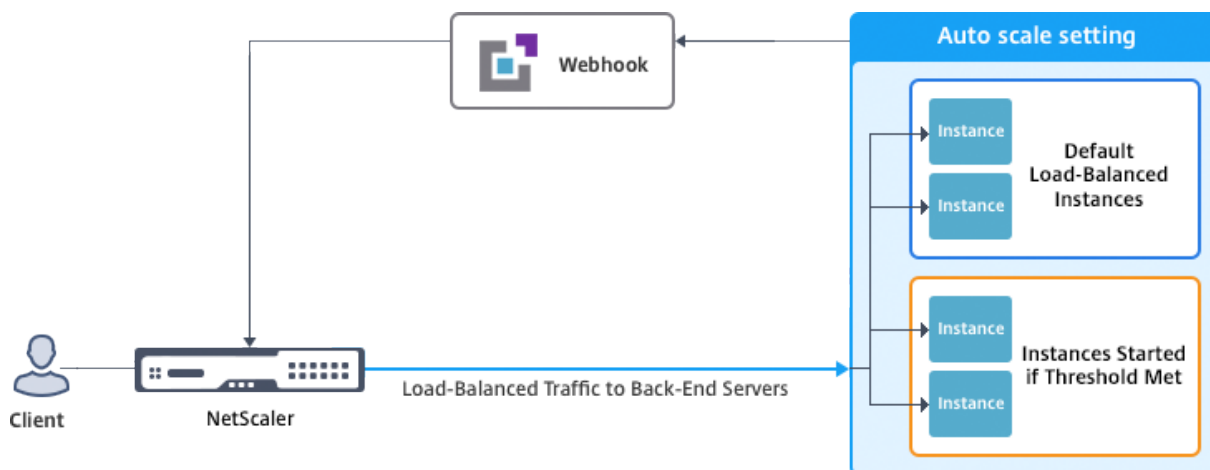 Auto scale setting
Webhook
Instance
Instance
Default
Load-Balanced
Instances
Instance
Instance
Instances Started
if Threshold Met
Load-Balanced Traffic to Back-End Servers
Client
NetScaler